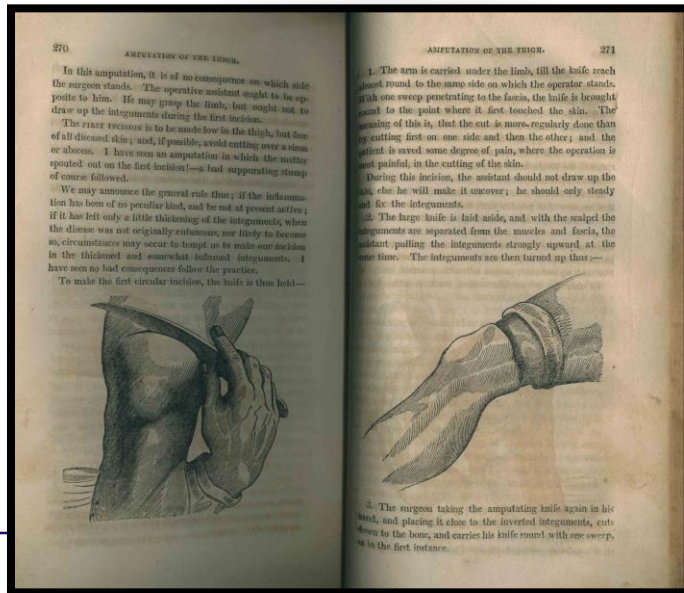 270
AMPUTATION OF THE THIGH.
In this amputation, it is of no consequence on which side
the surgeon stands. The operative assistant ought to be op-
posite to him. He may grasp the limb, but ought not to
draw up the integuments during the first incision.
The FIRST INCISION is to be made low in the thigh, but free
of all diseased skin; and, if possible, avoid cutting over a sinus
or abscess. I have seen an amputation in which the matter
spouted out on the first incision!—a bad suppurating stump
of course followed.
We may announce the general rule thus; if the inflamma-
tion has been of no peculiar kind, and be not at present active;
if it has left only a little thickening of the integuments, when
the disease was not originally cutaneous, nor likely to become
so, circumstances may occur to tempt us to make our incision
in the thickened and somewhat inflamed integuments. I
have seen no bad consequences follow the practice.
To make the first circular incision, the knife is thus held—
AMPUTATION OF THE THIGH.
271
1. The arm is carried under the limb, till the knife reach
almost round to the same side on which the operator stands.
With one sweep penetrating to the fascia, the knife is brought
round to the point where it first touched the skin. The
meaning of this is, that the cut is more regularly done than
by cutting first on one side and then the other; and the
patient is saved some degree of pain, where the operation is
most painful, in the cutting of the skin.
During this incision, the assistant should not draw up the
skin, else he will make it uncover; he should only steady
and fix the integuments.
2. The large knife is laid aside, and with the scalpel the
integuments are separated from the muscles and fascia, the
assistant pulling the integuments strongly upward at the
same time. The integuments are then turned up thus:—
3. The surgeon taking the amputating knife again in his
hand, and placing it close to the inverted integuments, cuts
down to the bone, and carries his knife round with one sweep,
as in the first instance.